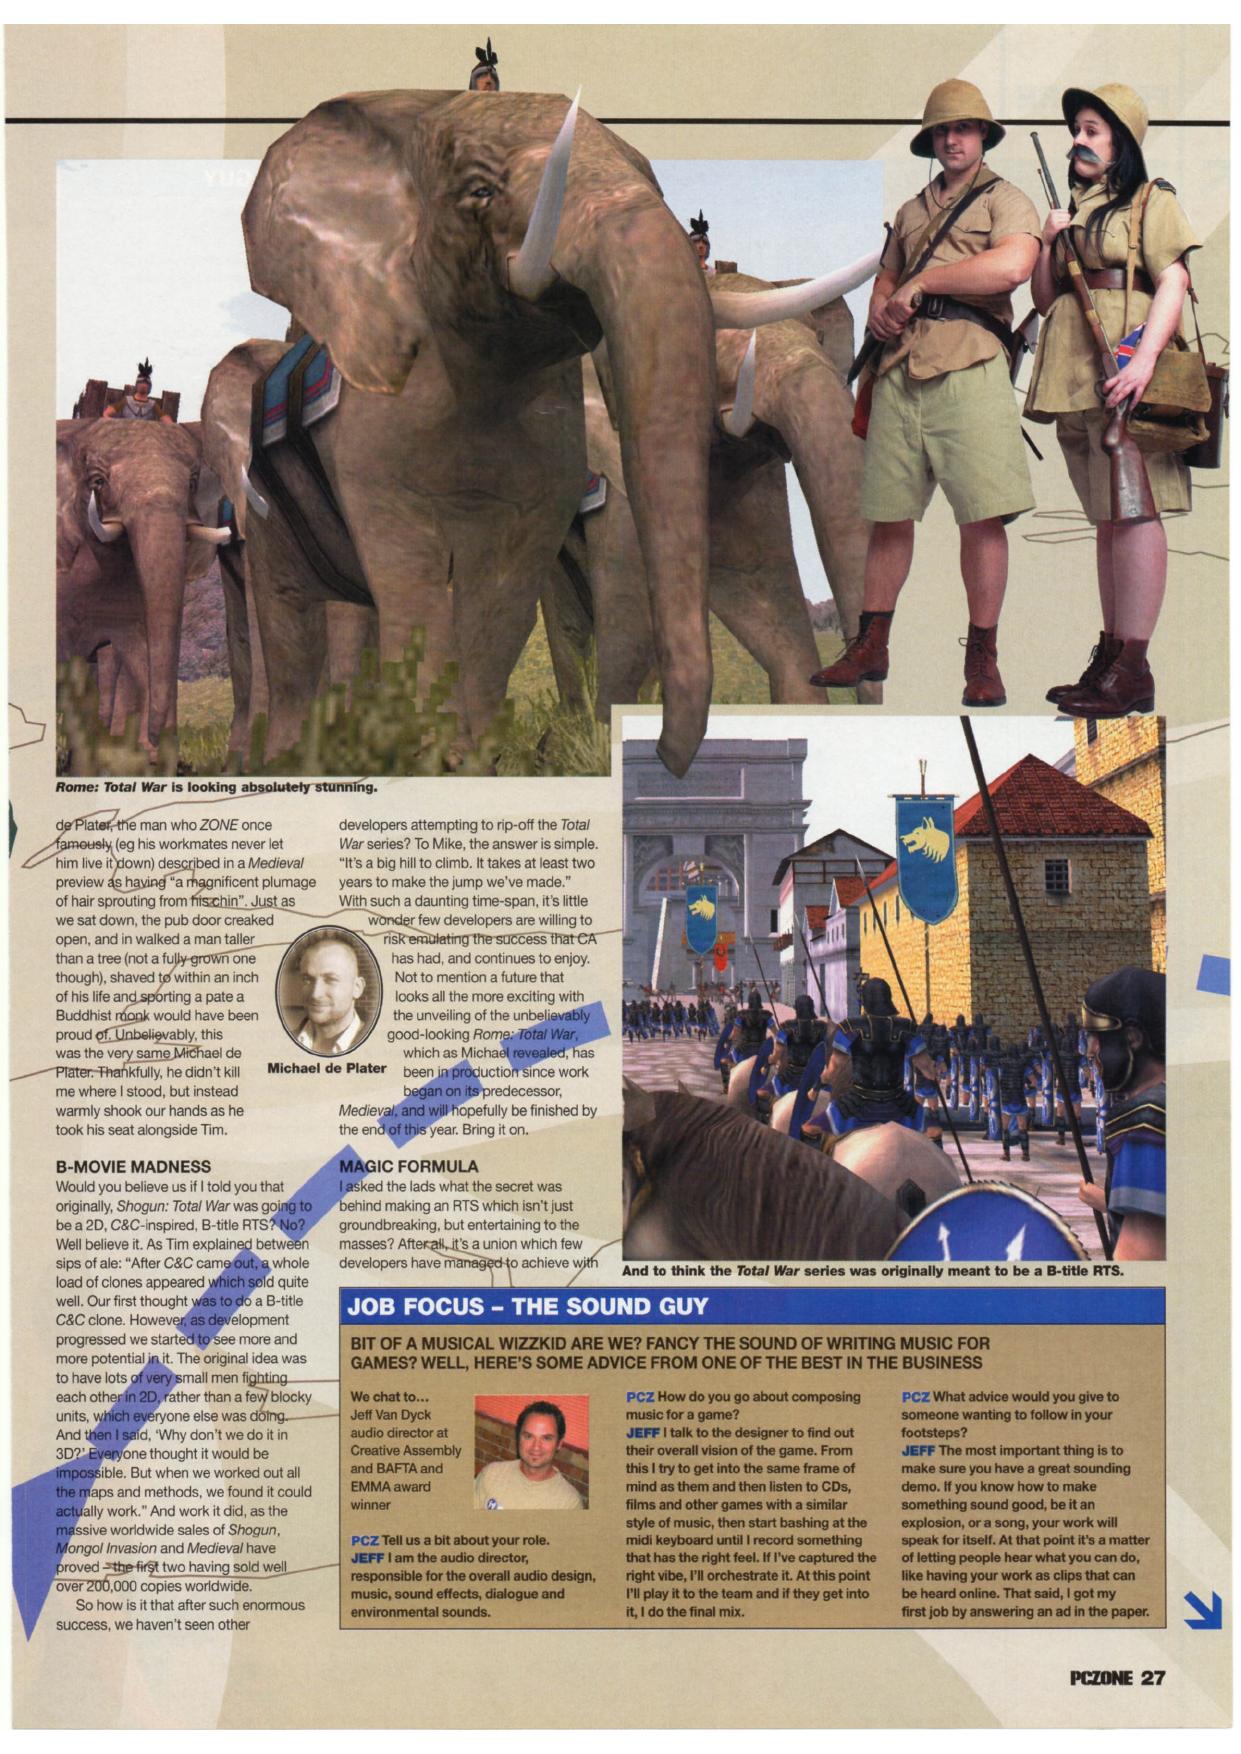 Rome: Total War is looking absolutely stunning.
de Plater, the man who ZONE once
famously (eg his workmates never let
him live it down) described in a Medieval
preview as having “a magnificent plumage
of hair sprouting from his chin”. Just as
we sat down, the pub door creaked
open, and in walked a man taller
than a tree (not a fully grown one
though), shaved to within an inch
of his life and sporting a pate a
Buddhist monk would have been
proud of. Unbelievably, this
was the very same Michael de
Plater. Thankfully, he didn’t kill
me where I stood, but instead
warmly shook our hands as he
took his seat alongside Tim.
B-MOVIE MADNESS
Would you believe us if I told you that
originally, Shogun: Total War was going to
be a 2D, C&C-inspired, B-title RTS? No?
Well believe it. As Tim explained between
sips of ale: “After C&C came out, a whole
load of clones appeared which sold quite
well. Our first thought was to do a B-title
C&C clone. However, as development
progressed we started to see more and
more potential in it. The original idea was
to have lots of very small men fighting
each other in 2D, rather than a few blocky
units, which everyone else was doing.
And then I said, ‘Why don’t we do it in
3D?’ Everyone thought it would be
impossible. But when we worked out all
the maps and methods, we found it could
actually work.” And work it did, as the
massive worldwide sales of Shogun,
Mongol Invasion and Medieval have
proved – the first two having sold well
over 200,000 copies worldwide.
So how is it that after such enormous
success, we haven’t seen other
developers attempting to rip-off the Total
War series? To Mike, the answer is simple.
“It’s a big hill to climb. It takes at least two
years to make the jump we’ve made.”
With such a daunting time-span, it’s little
wonder few developers are willing to
risk emulating the success that CA
has had, and continues to enjoy.
Not to mention a future that
looks all the more exciting with
the unveiling of the unbelievably
good-looking Rome: Total War,
which as Michael revealed, has
been in production since work
began on its predecessor,
Medieval, and will hopefully be finished by
the end of this year. Bring it on.
Michael de Plater
MAGIC FORMULA
I asked the lads what the secret was
behind making an RTS which isn’t just
groundbreaking, but entertaining to the
masses? After all, it’s a union which few
developers have managed to achieve with
And to think the Total War series was originally meant to be a B-title RTS.
JOB FOCUS – THE SOUND GUY
BIT OF A MUSICAL WIZZKID ARE WE? FANCY THE SOUND OF WRITING MUSIC FOR
GAMES? WELL, HERE’S SOME ADVICE FROM ONE OF THE BEST IN THE BUSINESS
We chat to...
Jeff Van Dyck
audio director at
Creative Assembly
and BAFTA and
EMMA award
winner
PCZ Tell us a bit about your role.
JEFF I am the audio director,
responsible for the overall audio design,
music, sound effects, dialogue and
environmental sounds.
PCZ How do you go about composing
music for a game?
JEFF I talk to the designer to find out
their overall vision of the game. From
this I try to get into the same frame of
mind as them and then listen to CDs,
films and other games with a similar
style of music, then start bashing at the
midi keyboard until I record something
that has the right feel. If I’ve captured the
right vibe, I’ll orchestrate it. At this point
I’ll play it to the team and if they get into
it, I do the final mix.
PCZ What advice would you give to
someone wanting to follow in your
footsteps?
JEFF The most important thing is to
make sure you have a great sounding
demo. If you know how to make
something sound good, be it an
explosion, or a song, your work will
speak for itself. At that point it’s a matter
of letting people hear what you can do,
like having your work as clips that can
be heard online. That said, I got my
first job by answering an ad in the paper.
PCZONE 27